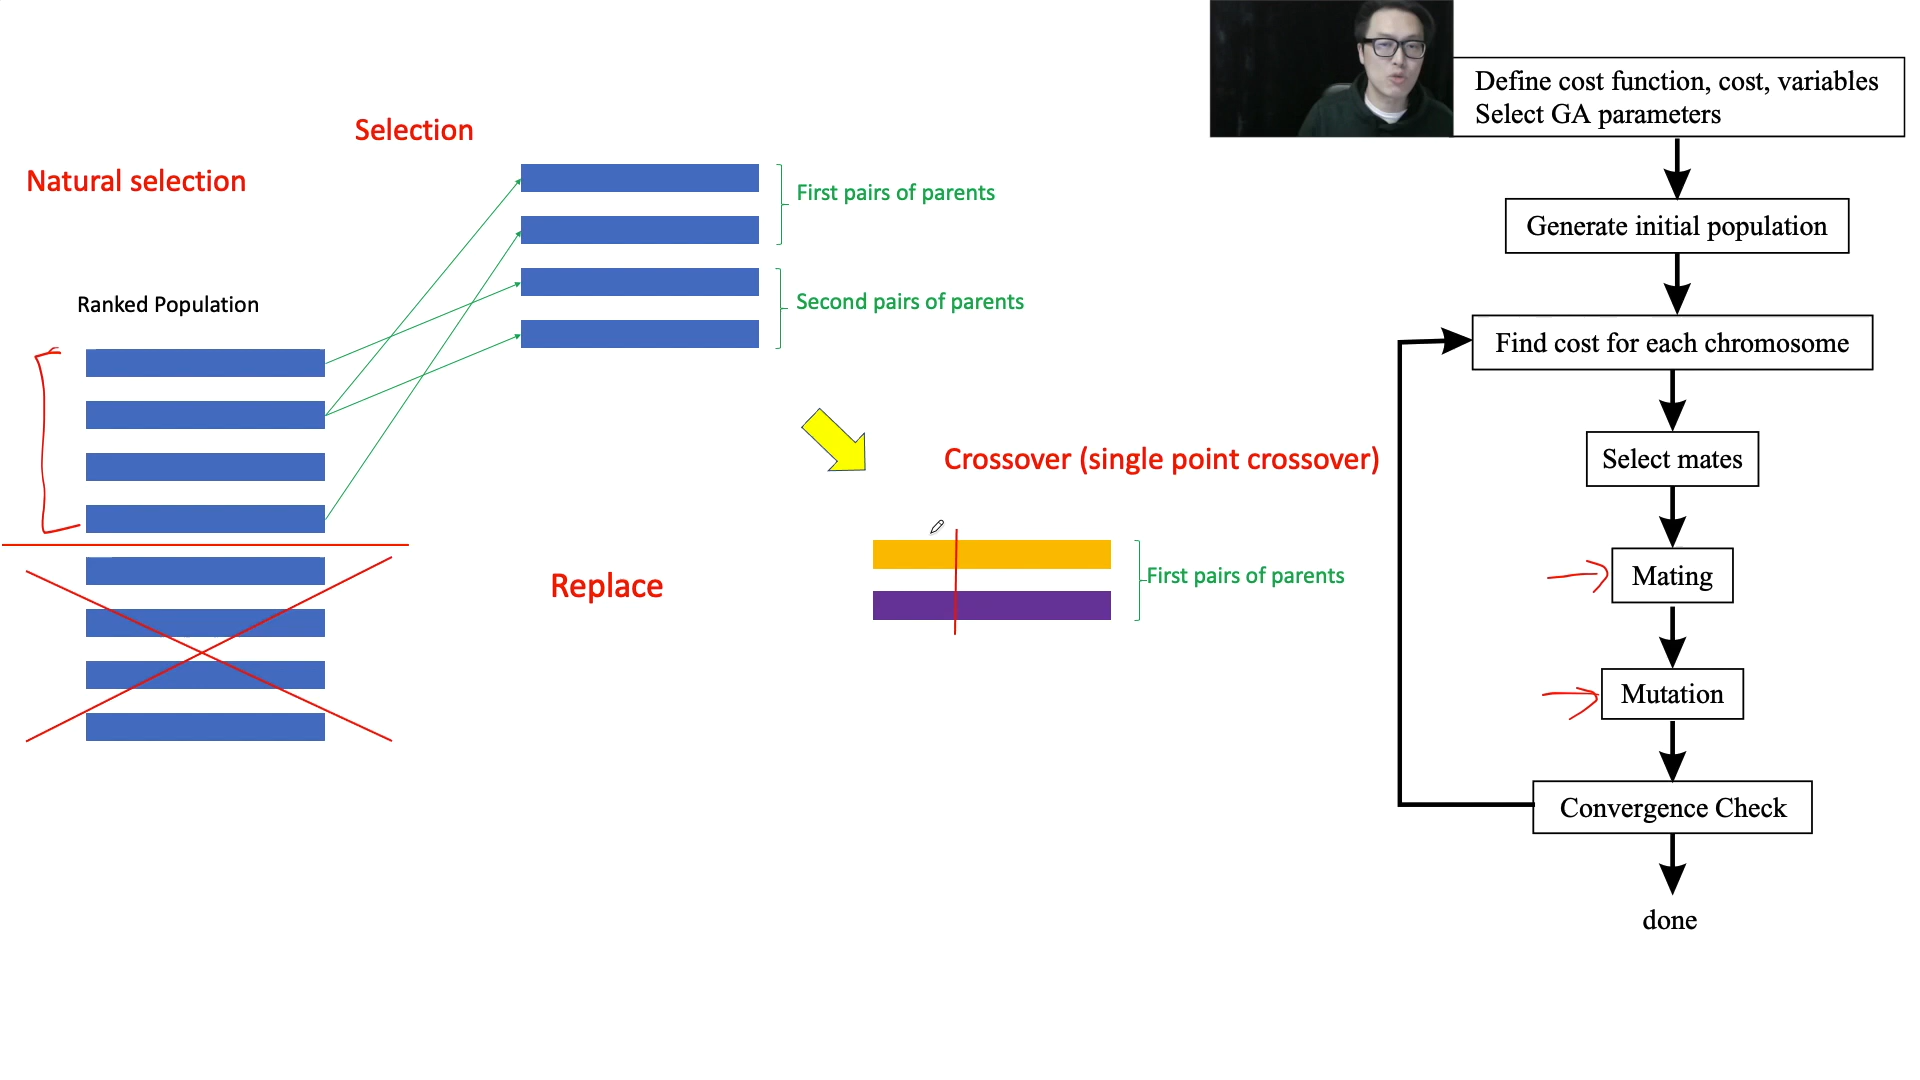 Selection
Natural selection
First pairs of parents
Second pairs of parents
Ranked Population
Crossover (single point crossover)
Replace
First pairs of parents
Define cost function, cost, variables
Select GA parameters
Generate initial population
Find cost for each chromosome
Select mates
Mating
Mutation
Convergence Check
done